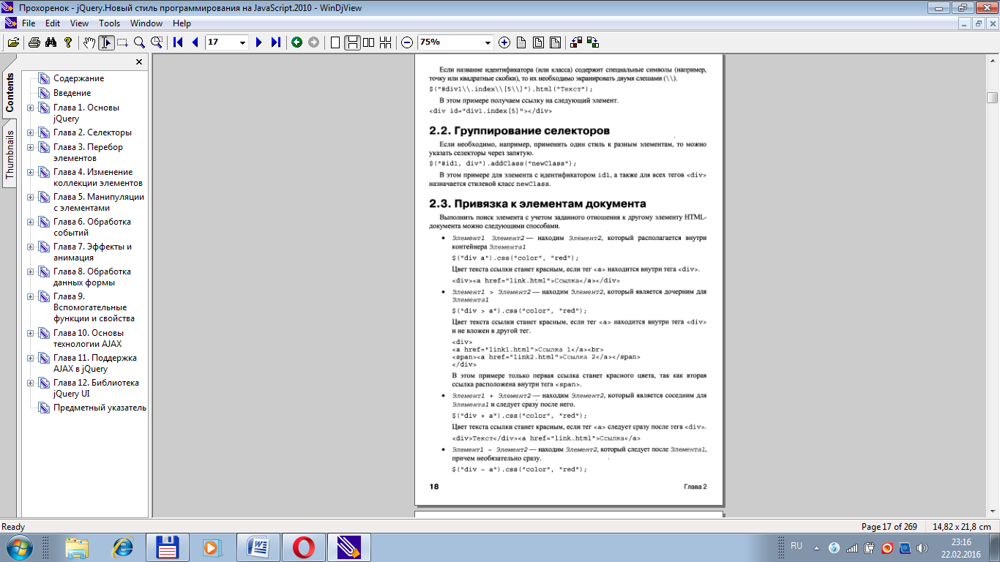 Прохоренок - jQuery.Новый стиль программирования на JavaScript.2010 - WinDjView
File Edit View Tools Window Help
17
75%
Contents
Thumbnails
Содержание
Введение
Глава 1. Основы
jQuery
Глава 2. Селекторы
Глава 3. Перебор
элементов
Глава 4. Изменение
коллекции элементов
Глава 5. Манипуляции
с элементами
Глава 6. Обработка
событий
Глава 7. Эффекты и
анимация
Глава 8. Обработка
данных формы
Глава 9.
Вспомогательные
функции и свойства
Глава 10. Основы
технологии AJAX
Глава 11. Поддержка
AJAX в jQuery
Глава 12. Библиотека
jQuery UI
Предметный указатель
Если название идентификатора (или класса) содержит специальные символы (например,
точку или квадратные скобки), то их необходимо экранировать двумя слешами (\\).
$("#div1\\.index\\[5\\]").html("Текст");
В этом примере получаем ссылку на следующий элемент.
<div id="div1.index[5]"></div>
2.2. Группирование селекторов
Если необходимо, например, применить один стиль к разным элементам, то можно
указать селекторы через запятую.
$("#id1, div").addClass("newClass");
В этом примере для элемента с идентификатором id1, а также для всех тегов <div>
назначается стилевой класс newClass.
2.3. Привязка к элементам документа
Выполнить поиск элемента с учетом заданного отношения к другому элементу HTML-
документа можно следующими способами.
• Элемент1 Элемент2 — находим Элемент2, который располагается внутри
контейнера Элемента1
$("div a").css("color", "red");
Цвет текста ссылки станет красным, если тег <a> находится внутри тега <div>.
<div><a href="link.html">Ссылка</a></div>
• Элемент1 > Элемент2 — находим Элемент2, который является дочерним для
Элемента1
$("div > a").css("color", "red");
Цвет текста ссылки станет красным, если тег <a> находится внутри тега <div>
и не вложен в другой тег.
<div>
<a href="link1.html">Ссылка 1</a><br>
<span><a href="link2.html">Ссылка 2</a></span>
</div>
В этом примере только первая ссылка станет красного цвета, так как вторая
ссылка расположена внутри тега <span>.
• Элемент1 + Элемент2 — находим Элемент2, который является соседним для
Элемента1 и следует сразу после него.
$("div + a").css("color", "red");
Цвет текста ссылки станет красным, если тег <a> следует сразу после тега <div>.
<div>Текст</div><a href="link.html">Ссылка</a>
• Элемент1 ~ Элемент2 — находим Элемент2, который следует после Элемента1,
причем необязательно сразу.
$("div ~ a").css("color", "red");
18 Глава 2
Ready Page 17 of 269 14,82 x 21,8 cm
RU 23:16
22.02.2016